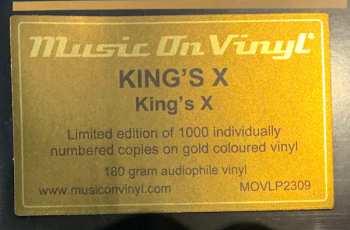 Music On Vinyl®
KING'S X
King's X
Limited edition of 1000 individually
numbered copies on gold coloured vinyl
180 gram audiophile vinyl
www.musiconvinyl.com MOVLP2309